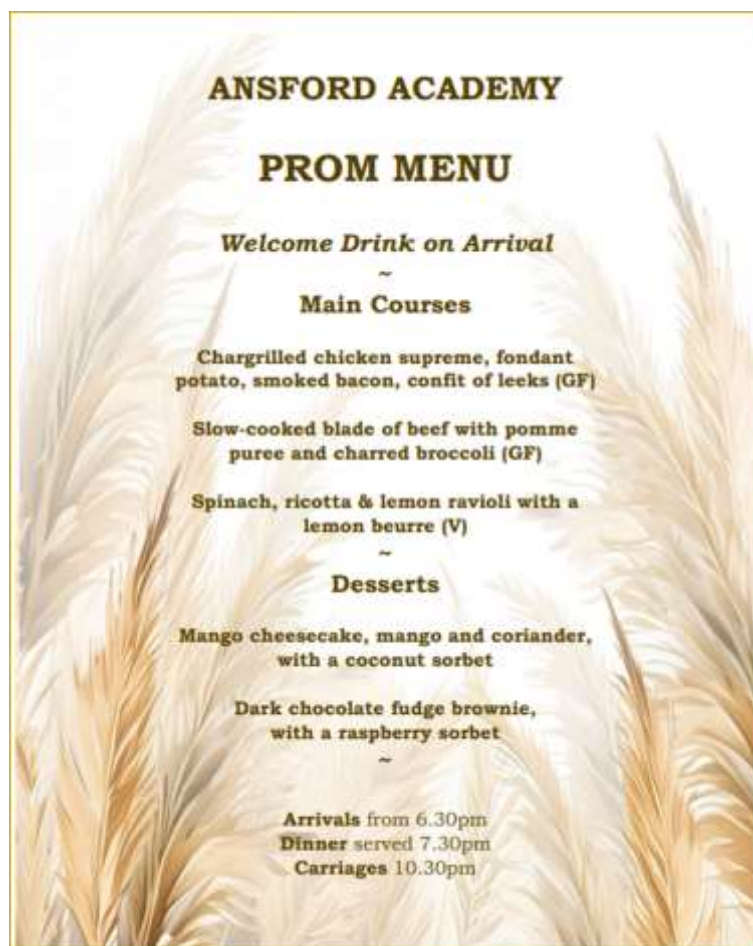 ANSFORD ACADEMY
PROM MENU
Welcome Drink on Arrival
~
Main Courses
Chargrilled chicken supreme, fondant
potato, smoked bacon, confit of leeks (GF)
Slow-cooked blade of beef with pomme
puree and charred broccoli (GF)
Spinach, ricotta & lemon ravioli with a
lemon beurre (V)
~
Desserts
Mango cheesecake, mango and coriander,
with a coconut sorbet
Dark chocolate fudge brownie,
with a raspberry sorbet
~
Arrivals from 6.30pm
Dinner served 7.30pm
Carriages 10.30pm